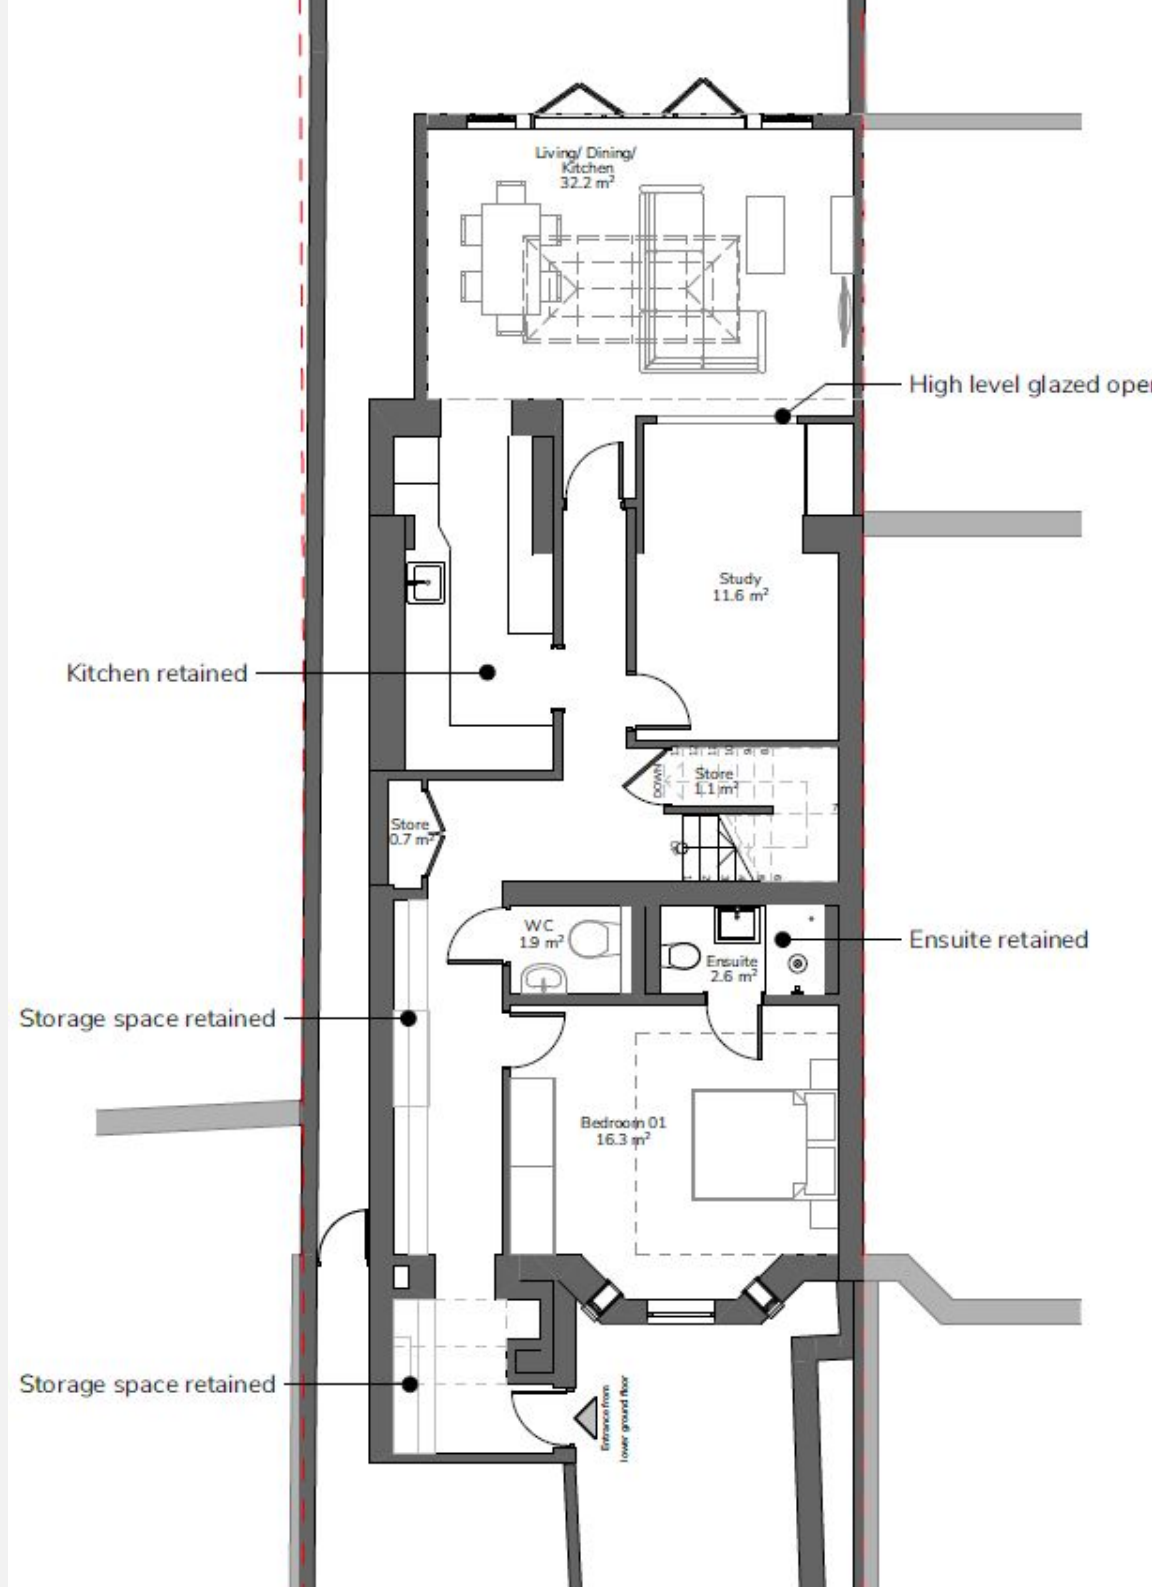 Living/ Dining/
Kitchen
32.2 m²
High level glazed oper
Study
11.6 m²
Kitchen retained
DOWN
Store
1.1 m²
Store
0.7 m²
WC
1.9 m²
Ensuite
2.6 m²
Ensuite retained
Storage space retained
Bedroom 01
16.3 m²
Storage space retained
Entrance from
lower ground floor